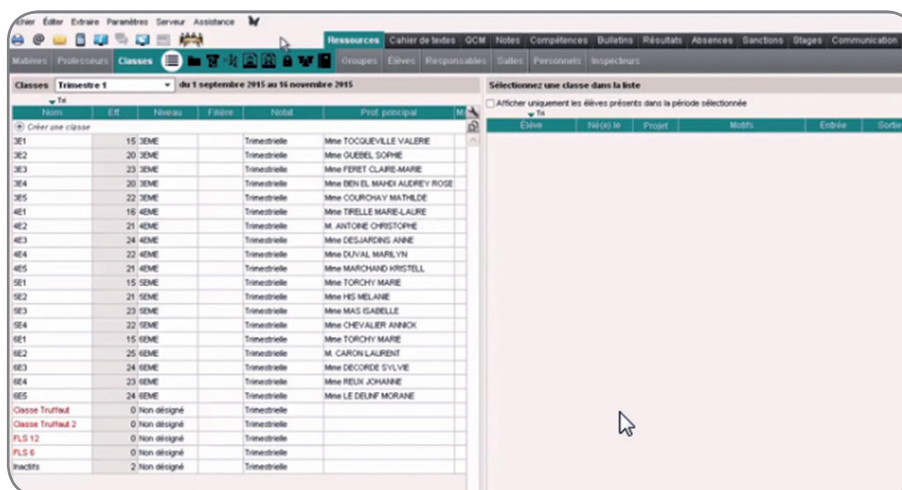 Fichier Éditer Extraire Paramètres Serveur Assistance
Ressources Cahier de textes QCM Notes Compétences Bulletins Résultats Absences Sanctions Stages Communication
Matières Professeurs Classes Groupes Élèves Responsables Salles Personnels Inspecteurs
Classes Trimestre 1 du 1 septembre 2015 au 16 novembre 2015 Sélectionnez une classe dans la liste
Afficher uniquement les élèves présents dans la période sélectionnée
Tri Tri
Nom Eff. Niveau Filière Notat. Prof. principal M Élève Né(e) le Projet Motifs Entrée Sortie
Créer une classe
3E1 15 3EME Trimestrielle Mme TOCQUEVILLE VALERIE
3E2 20 3EME Trimestrielle Mme GUEBEL SOPHIE
3E3 23 3EME Trimestrielle Mme FERET CLAIRE-MARIE
3E4 20 3EME Trimestrielle Mme BEN EL MAHDI AUDREY ROSE
3E5 22 3EME Trimestrielle Mme COURCHAY MATHILDE
4E1 16 4EME Trimestrielle Mme TIRELLE MARIE-LAURE
4E2 21 4EME Trimestrielle M. ANTOINE CHRISTOPHE
4E3 24 4EME Trimestrielle Mme DESJARDINS ANNE
4E4 22 4EME Trimestrielle Mme DUVAL MARILYN
4E5 21 4EME Trimestrielle Mme MARCHAND KRISTELL
5E1 15 5EME Trimestrielle Mme TORCHY MARIE
5E2 21 5EME Trimestrielle Mme HIS MELANIE
5E3 23 5EME Trimestrielle Mme MAS ISABELLE
5E4 22 5EME Trimestrielle Mme CHEVALIER ANNICK
6E1 15 6EME Trimestrielle Mme TORCHY MARIE
6E2 25 6EME Trimestrielle M. CARON LAURENT
6E3 24 6EME Trimestrielle Mme DECORDE SYLVIE
6E4 23 6EME Trimestrielle Mme REUX JOHANNE
6E5 24 6EME Trimestrielle Mme LE DEUNF MORANE
Classe Truffaut 0 Non désigné Trimestrielle
Classe Truffaut 2 0 Non désigné Trimestrielle
FLS 12 0 Non désigné Trimestrielle
FLS 6 0 Non désigné Trimestrielle
Inactifs 2 Non désigné Trimestrielle